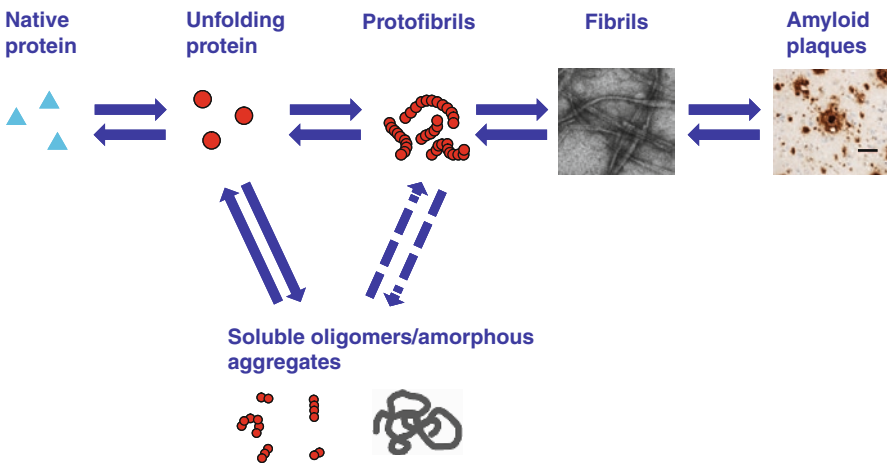 Native
protein
Unfolding
protein
Protofibrils
Fibrils
Amyloid
plaques
Soluble oligomers/amorphous
aggregates